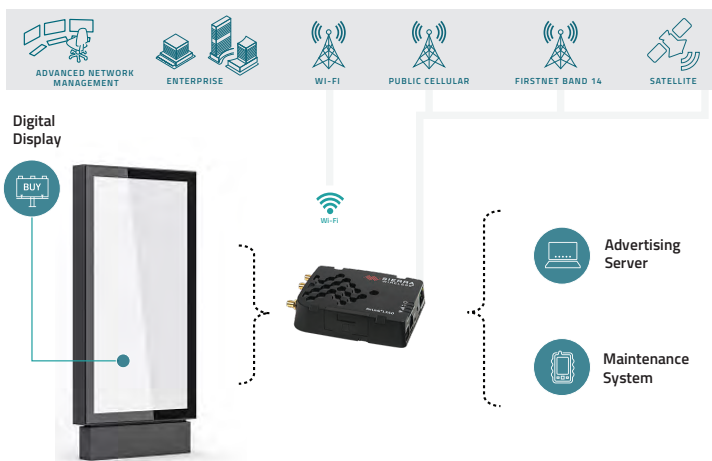 ADVANCED NETWORK
MANAGEMENT
ENTERPRISE
WI-FI
PUBLIC CELLULAR
FIRSTNET BAND 14
SATELLITE
Digital
Display
BUY
Wi-Fi
SIERRA
WIRELESS
Advertising
Server
Maintenance
System